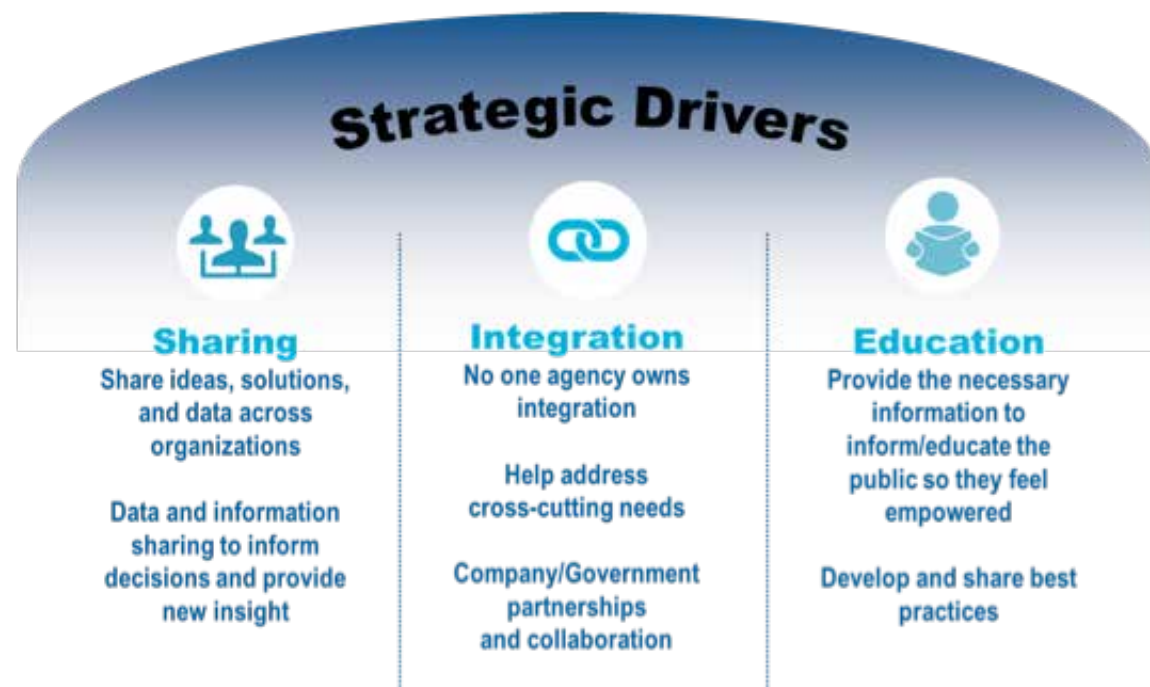 Strategic Drivers
Sharing
Share ideas, solutions,
and data across
organizations
Data and information
sharing to inform
decisions and provide
new insight
Integration
No one agency owns
integration
Help address
cross-cutting needs
Company/Government
partnerships
and collaboration
Education
Provide the necessary
information to
inform/educate the
public so they feel
empowered
Develop and share best
practices